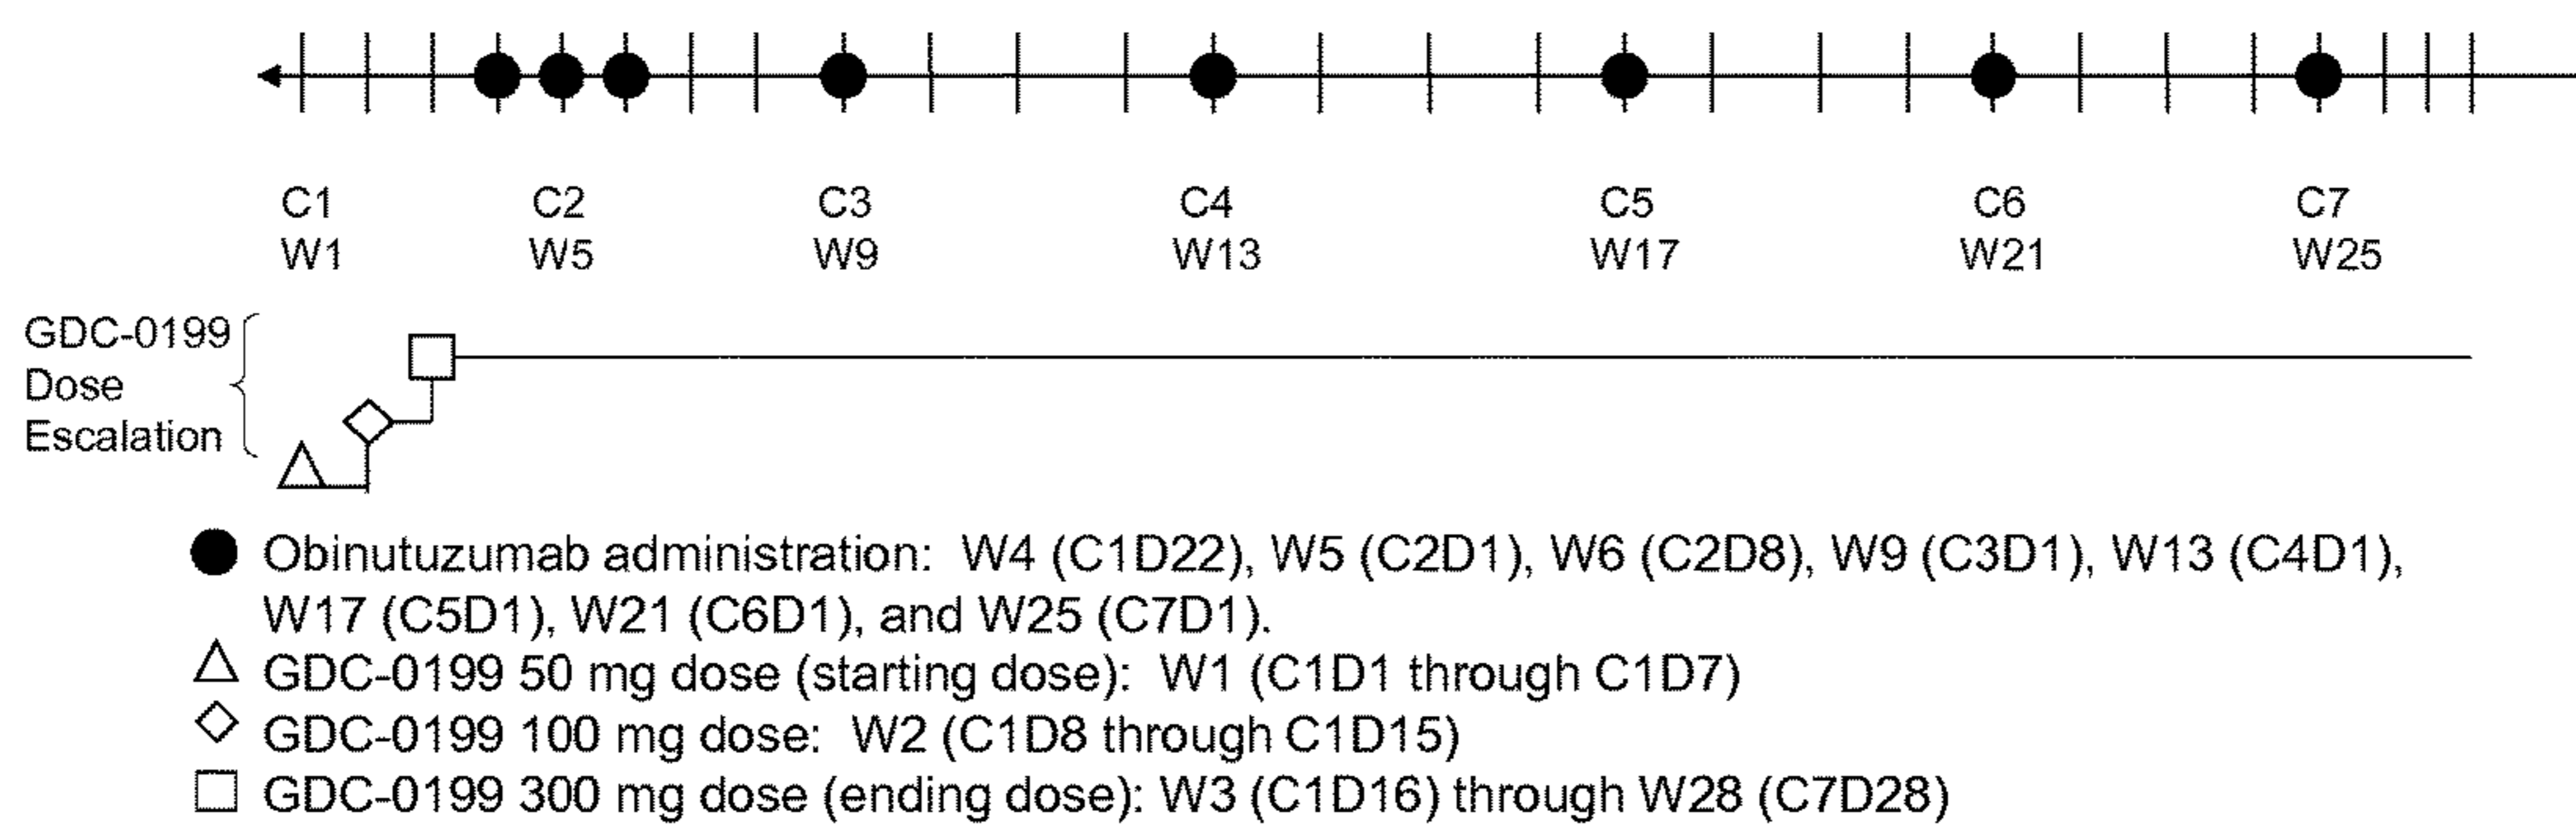 C1 C2 C3 C4 C5 C6 C7
W1 W5 W9 W13 W17 W21 W25
GDC-0199
Dose
Escalation
Obinutuzumab administration: W4 (C1D22), W5 (C2D1), W6 (C2D8), W9 (C3D1), W13 (C4D1),
W17 (C5D1), W21 (C6D1), and W25 (C7D1).
GDC-0199 50 mg dose (starting dose): W1 (C1D1 through C1D7)
GDC-0199 100 mg dose: W2 (C1D8 through C1D15)
GDC-0199 300 mg dose (ending dose): W3 (C1D16) through W28 (C7D28)